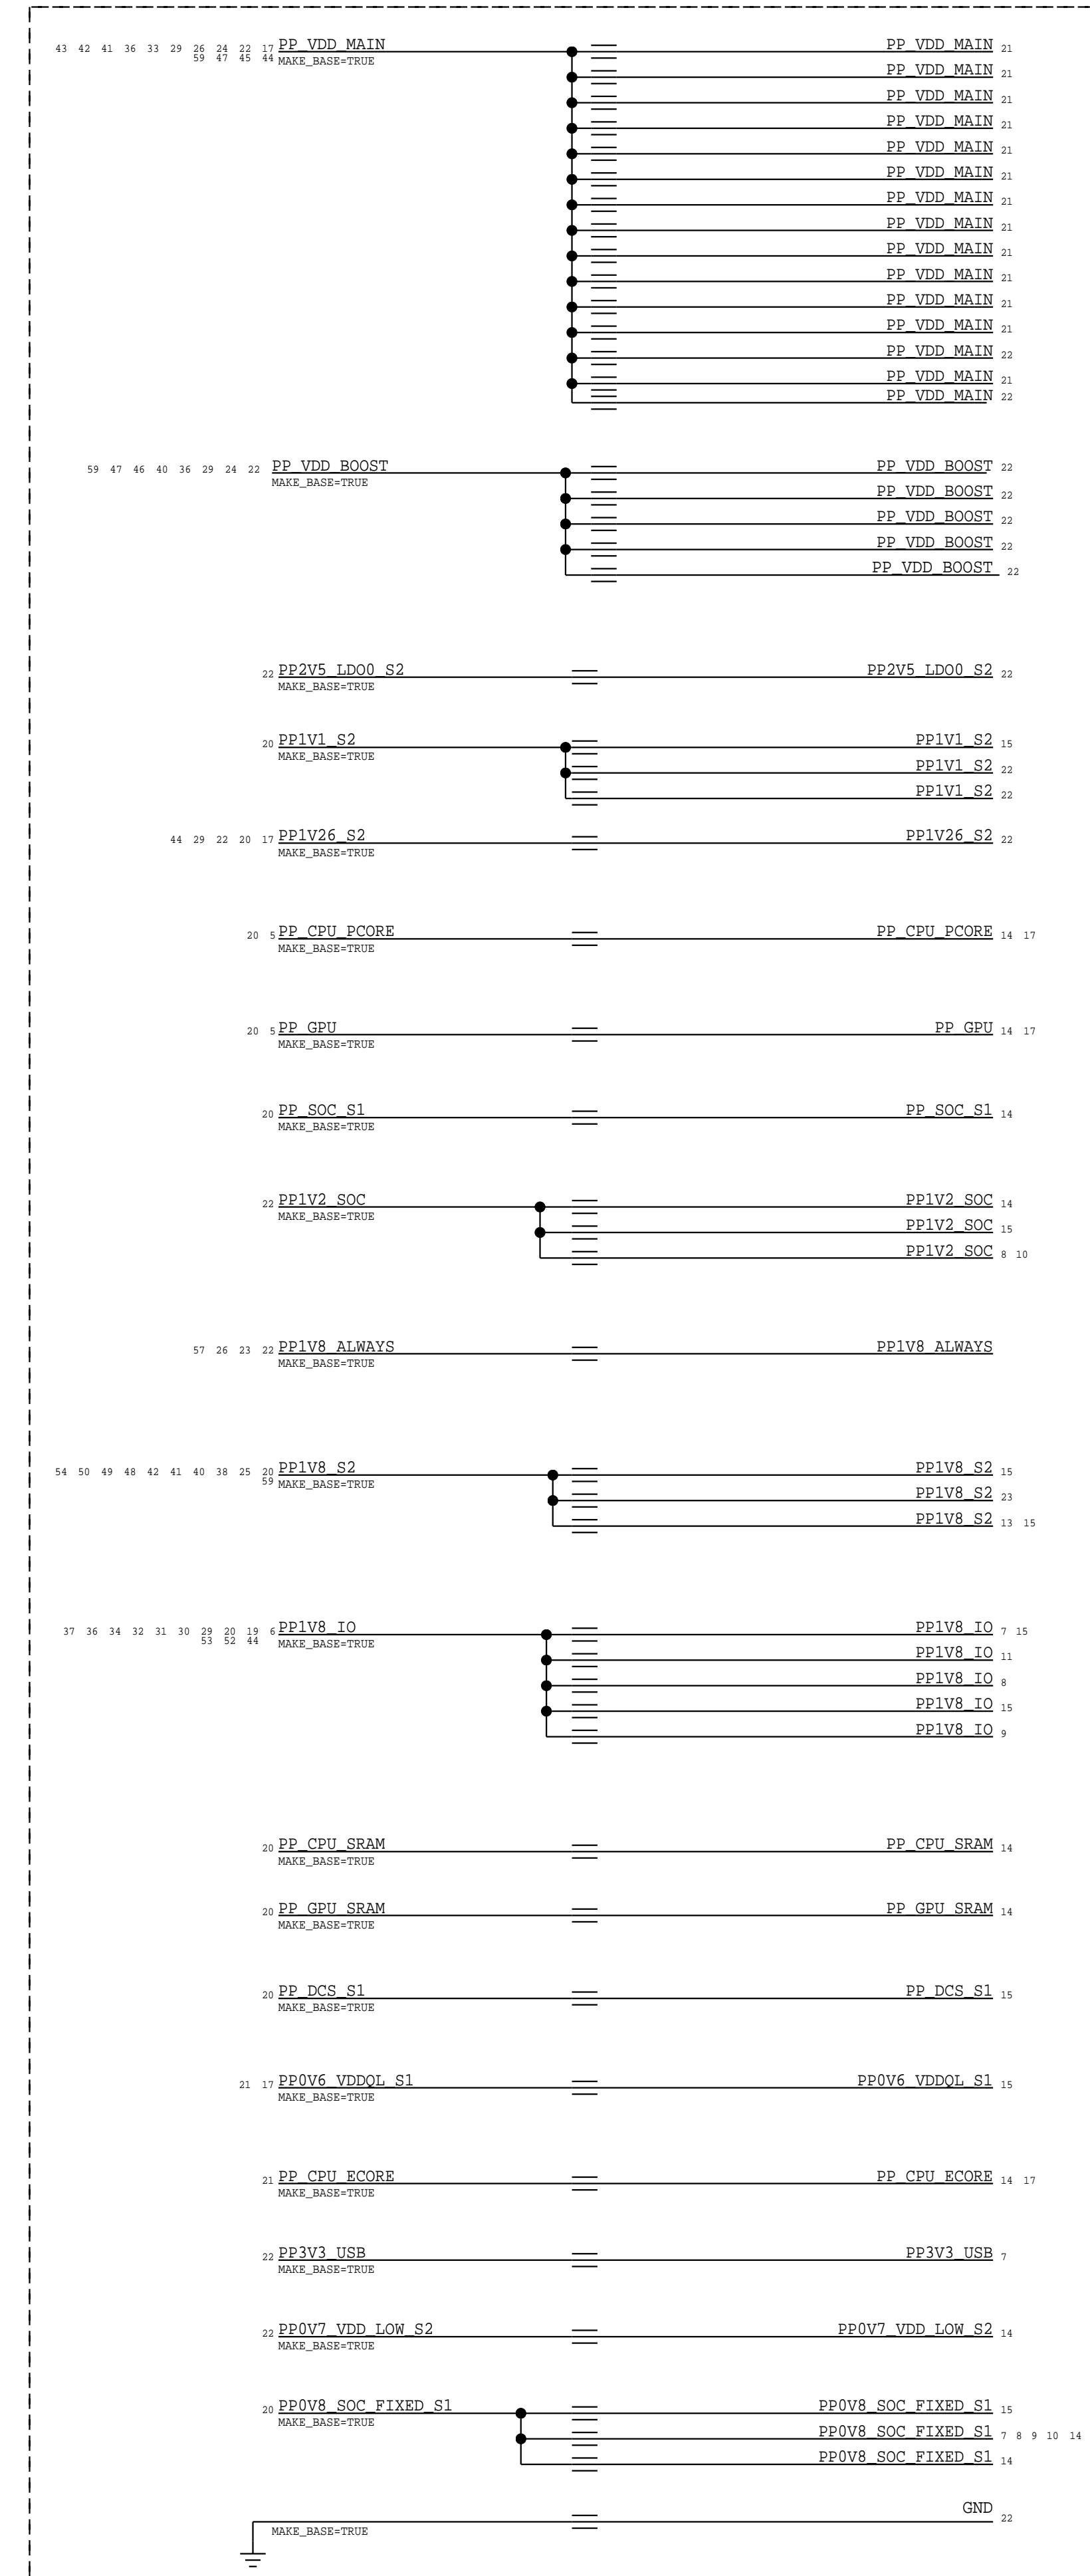 43 42 41 36 33 29 26 24 22 17 PP_VDD_MAIN PP_VDD_MAIN 21
59 47 45 44 MAKE_BASE=TRUE
PP_VDD_MAIN 21
PP_VDD_MAIN 21
PP_VDD_MAIN 21
PP_VDD_MAIN 21
PP_VDD_MAIN 21
PP_VDD_MAIN 21
PP_VDD_MAIN 21
PP_VDD_MAIN 21
PP_VDD_MAIN 21
PP_VDD_MAIN 21
PP_VDD_MAIN 21
PP_VDD_MAIN 22
PP_VDD_MAIN 21
PP_VDD_MAIN 22
59 47 46 40 36 29 24 22 PP_VDD_BOOST PP_VDD_BOOST 22
MAKE_BASE=TRUE
PP_VDD_BOOST 22
PP_VDD_BOOST 22
PP_VDD_BOOST 22
PP_VDD_BOOST 22
22 PP2V5_LDO0_S2 PP2V5_LDO0_S2 22
MAKE_BASE=TRUE
20 PP1V1_S2 PP1V1_S2 15
MAKE_BASE=TRUE
PP1V1_S2 22
PP1V1_S2 22
44 29 22 20 17 PP1V26_S2 PP1V26_S2 22
MAKE_BASE=TRUE
20 5 PP_CPU_PCORE PP_CPU_PCORE 14 17
MAKE_BASE=TRUE
20 5 PP_GPU PP_GPU 14 17
MAKE_BASE=TRUE
20 PP_SOC_S1 PP_SOC_S1 14
MAKE_BASE=TRUE
22 PP1V2_SOC PP1V2_SOC 14
MAKE_BASE=TRUE
PP1V2_SOC 15
PP1V2_SOC 8 10
57 26 23 22 PP1V8_ALWAYS PP1V8_ALWAYS
MAKE_BASE=TRUE
54 50 49 48 42 41 40 38 25 20 PP1V8_S2 PP1V8_S2 15
59 MAKE_BASE=TRUE
PP1V8_S2 23
PP1V8_S2 13 15
37 36 34 32 31 30 29 20 19 6 PP1V8_IO PP1V8_IO 7 15
53 52 44 MAKE_BASE=TRUE
PP1V8_IO 11
PP1V8_IO 8
PP1V8_IO 15
PP1V8_IO 9
20 PP_CPU_SRAM PP_CPU_SRAM 14
MAKE_BASE=TRUE
20 PP_GPU_SRAM PP_GPU_SRAM 14
MAKE_BASE=TRUE
20 PP_DCS_S1 PP_DCS_S1 15
MAKE_BASE=TRUE
21 17 PP0V6_VDDQL_S1 PP0V6_VDDQL_S1 15
MAKE_BASE=TRUE
21 PP_CPU_ECORE PP_CPU_ECORE 14 17
MAKE_BASE=TRUE
22 PP3V3_USB PP3V3_USB 7
MAKE_BASE=TRUE
22 PP0V7_VDD_LOW_S2 PP0V7_VDD_LOW_S2 14
MAKE_BASE=TRUE
20 PP0V8_SOC_FIXED_S1 PP0V8_SOC_FIXED_S1 15
MAKE_BASE=TRUE
PP0V8_SOC_FIXED_S1 7 8 9 10 14
PP0V8_SOC_FIXED_S1 14
GND 22
MAKE_BASE=TRUE